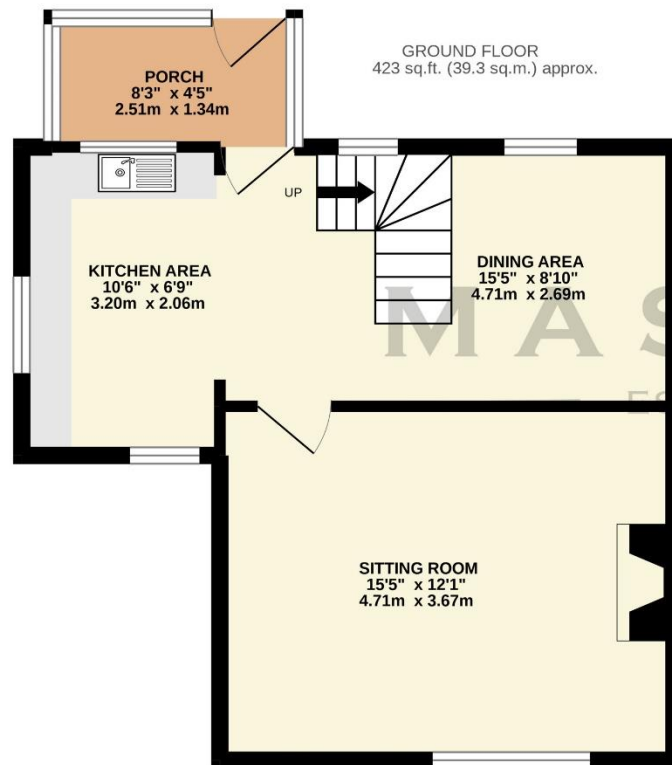 GROUND FLOOR
423 sq.ft. (39.3 sq.m.) approx.
PORCH
8'3" x 4'5"
2.51m x 1.34m
UP
KITCHEN AREA
10'6" x 6'9"
3.20m x 2.06m
DINING AREA
15'5" x 8'10"
4.71m x 2.69m
MAS
ES
SITTING ROOM
15'5" x 12'1"
4.71m x 3.67m